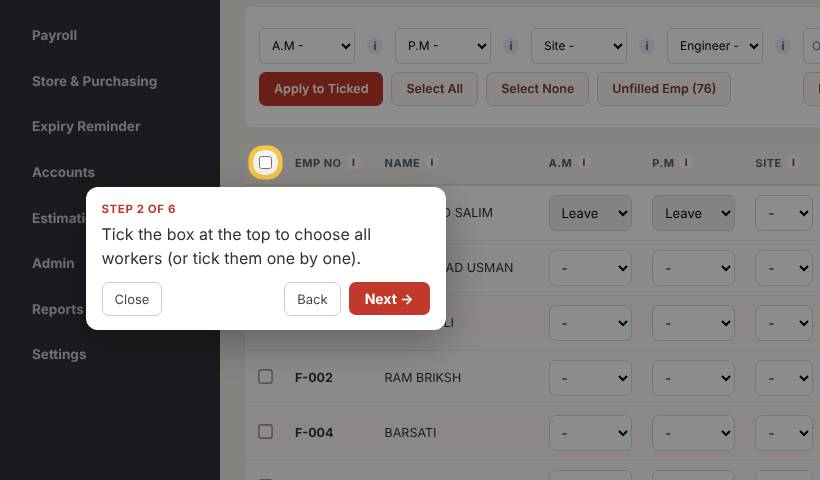 Payroll
Store & Purchasing
Expiry Reminder
Accounts
Admin
Reports
Settings
A.M - i P.M - i Site - i Engineer - i
Apply to Ticked Select All Select None Unfilled Emp (76)
EMP NO I NAME I A.M I P.M I SITE I
SALIM Leave Leave -
USMAN - - -
- - -
F-002 RAM BRIKSH - - -
F-004 BARSATI - - -
STEP 2 OF 6
Tick the box at the top to choose all
workers (or tick them one by one).
Close Back Next →